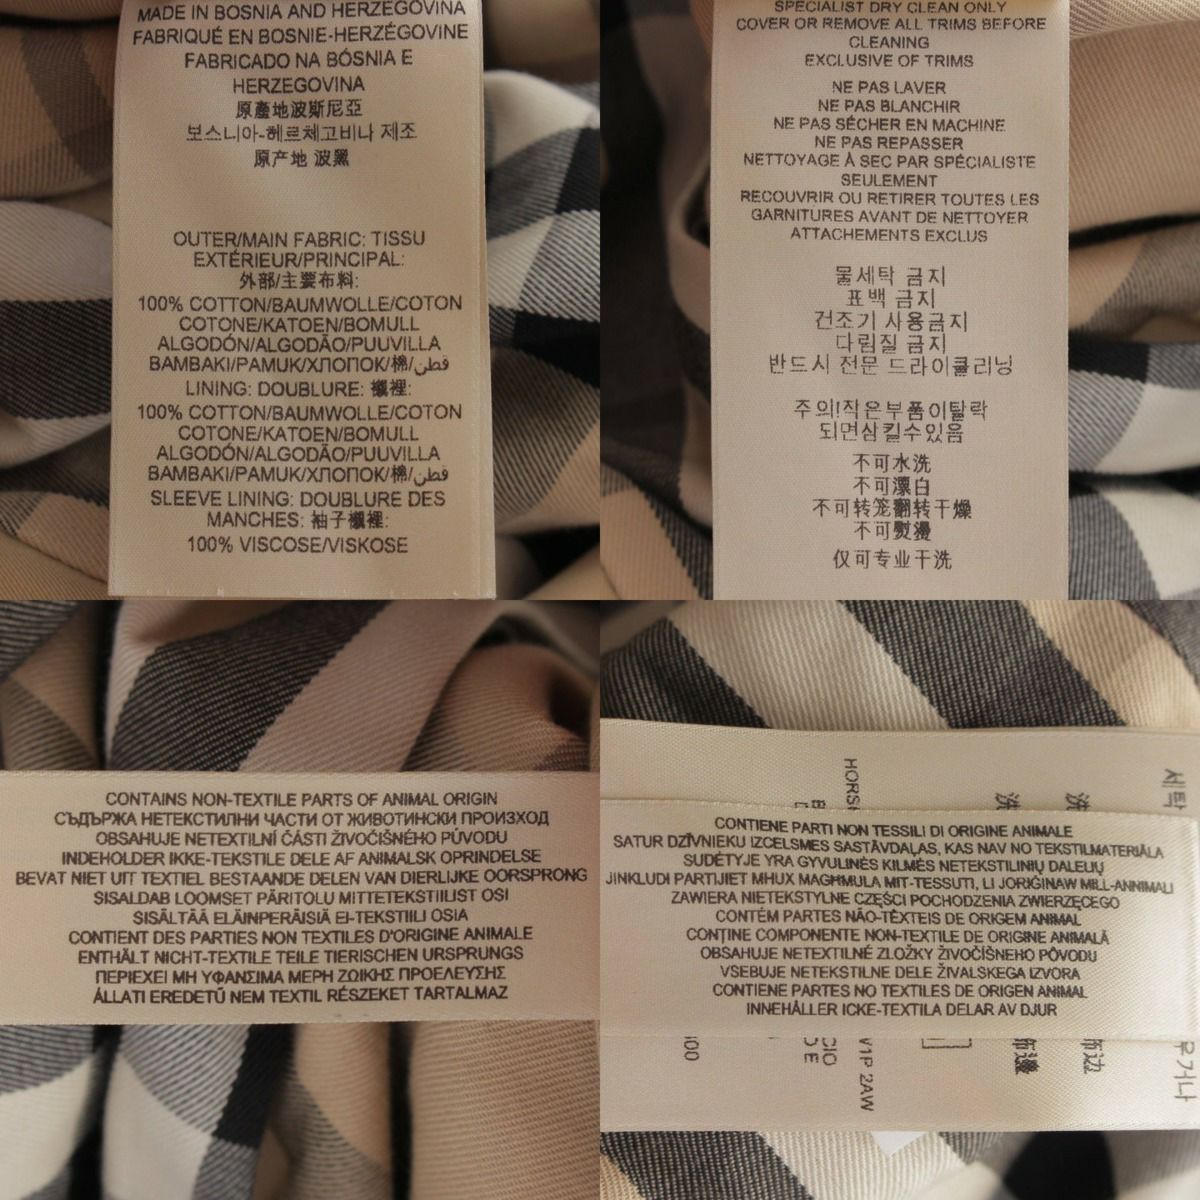 MADE IN BOSNIA AND HERZEGOVINA
FABRIQUÉ EN BOSNIE-HERZÉGOVINE
FABRICADO NA BÓSNIA E
HERZEGOVINA
原產地波斯尼亞
보스니아-헤르체고비나 제조
原产地 波黑
OUTER/MAIN FABRIC: TISSU
EXTÉRIEUR/PRINCIPAL:
外部/主要布料:
100% COTTON/BAUMWOLLE/COTON
COTONE/KATOEN/BOMULL
ALGODÓN/ALGODÃO/PUUVILLA
BAMBAKI/PAMUK/ХЛОПОК/棉/قطن
LINING: DOUBLURE: 襯裡:
100% COTTON/BAUMWOLLE/COTON
COTONE/KATOEN/BOMULL
ALGODÓN/ALGODÃO/PUUVILLA
BAMBAKI/PAMUK/ХЛОПОК/棉/قطن
SLEEVE LINING: DOUBLURE DES
MANCHES: 袖子襯裡:
100% VISCOSE/VISKOSE
SPECIALIST DRY CLEAN ONLY
COVER OR REMOVE ALL TRIMS BEFORE
CLEANING
EXCLUSIVE OF TRIMS
NE PAS LAVER
NE PAS BLANCHIR
NE PAS SÉCHER EN MACHINE
NE PAS REPASSER
NETTOYAGE À SEC PAR SPÉCIALISTE
SEULEMENT
RECOUVRIR OU RETIRER TOUTES LES
GARNITURES AVANT DE NETTOYER
ATTACHEMENTS EXCLUS
물세탁 금지
표백 금지
건조기 사용금지
다림질 금지
반드시 전문 드라이클리닝
주의!작은부품이탈락
되면삼킬수있음
不可水洗
不可漂白
不可转笼翻转干燥
不可熨燙
仅可专业干洗
CONTAINS NON-TEXTILE PARTS OF ANIMAL ORIGIN
СЪДЪРЖА НЕТЕКСТИЛНИ ЧАСТИ ОТ ЖИВОТИНСКИ ПРОИЗХОД
OBSAHUJE NETEXTILNÍ ČÁSTI ŽIVOČIŠNÉHO PŮVODU
INDEHOLDER IKKE-TEKSTILE DELE AF ANIMALSK OPRINDELSE
BEVAT NIET UIT TEXTIEL BESTAANDE DELEN VAN DIERLIJKE OORSPRONG
SISALDAB LOOMSET PÄRITOLU MITTETEKSTIILIST OSI
SISÄLTÄÄ ELÄINPERÄISIÄ EI-TEKSTIILI OSIA
CONTIENT DES PARTIES NON TEXTILES D'ORIGINE ANIMALE
ENTHÄLT NICHT-TEXTILE TEILE TIERISCHEN URSPRUNGS
ΠΕΡΙΕΧΕΙ ΜΗ ΥΦΑΝΣΙΜΑ ΜΕΡΗ ΖΩΙΚΗΣ ΠΡΟΕΛΕΥΣΗΣ
ÁLLATI EREDETŰ NEM TEXTIL RÉSZEKET TARTALMAZ
CONTIENE PARTI NON TESSILI DI ORIGINE ANIMALE
SATUR DZĪVNIEKU IZCELSMES SASTĀVDAĻAS, KAS NAV NO TEKSTILMATERIĀLA
SUDĖTYJE YRA GYVULINĖS KILMĖS NETEKSTILINIŲ DALELIŲ
JINKLUDI PARTIJIET MHUX MAGHMULA MIT-TESSUTI, LI JORIĠINAW MILL-ANNIMALI
ZAWIERA NIETEKSTYLNE CZĘŚCI POCHODZENIA ZWIERZĘCEGO
CONTÉM PARTES NÃO-TÊXTEIS DE ORIGEM ANIMAL
CONȚINE COMPONENTE NON-TEXTILE DE ORIGINE ANIMALĂ
OBSAHUJE NETEXTILNÉ ZLOŽKY ŽIVOČÍŠNEHO PÔVODU
VSEBUJE NETEKSTILNE DELE ŽIVALSKEGA IZVORA
CONTIENE PARTES NO TEXTILES DE ORIGEN ANIMAL
INNEHÅLLER ICKE-TEXTILA DELAR AV DJUR
HORS
V1P 2AW